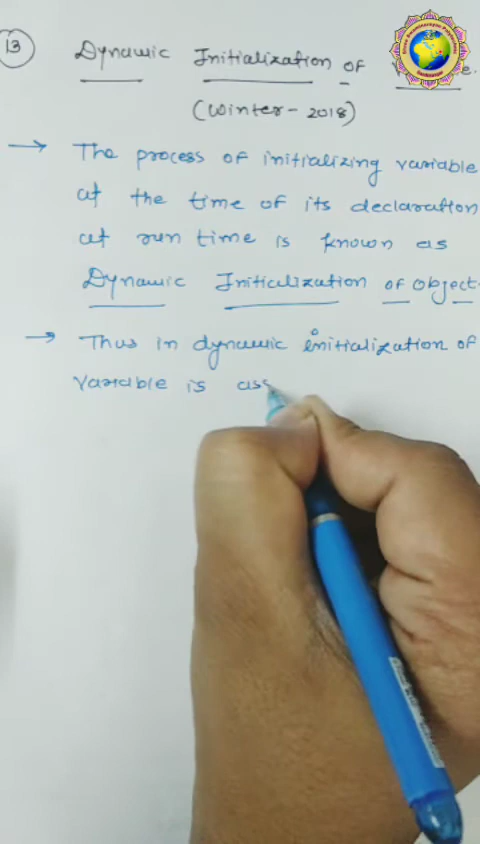 13 Dynamic Initialization of
(Winter - 2018)
→ The process of initializing variable
at the time of its declaration
at run time is known as
Dynamic Initialization of Object.
→ Thus in dynamic initialization of
variable is ass